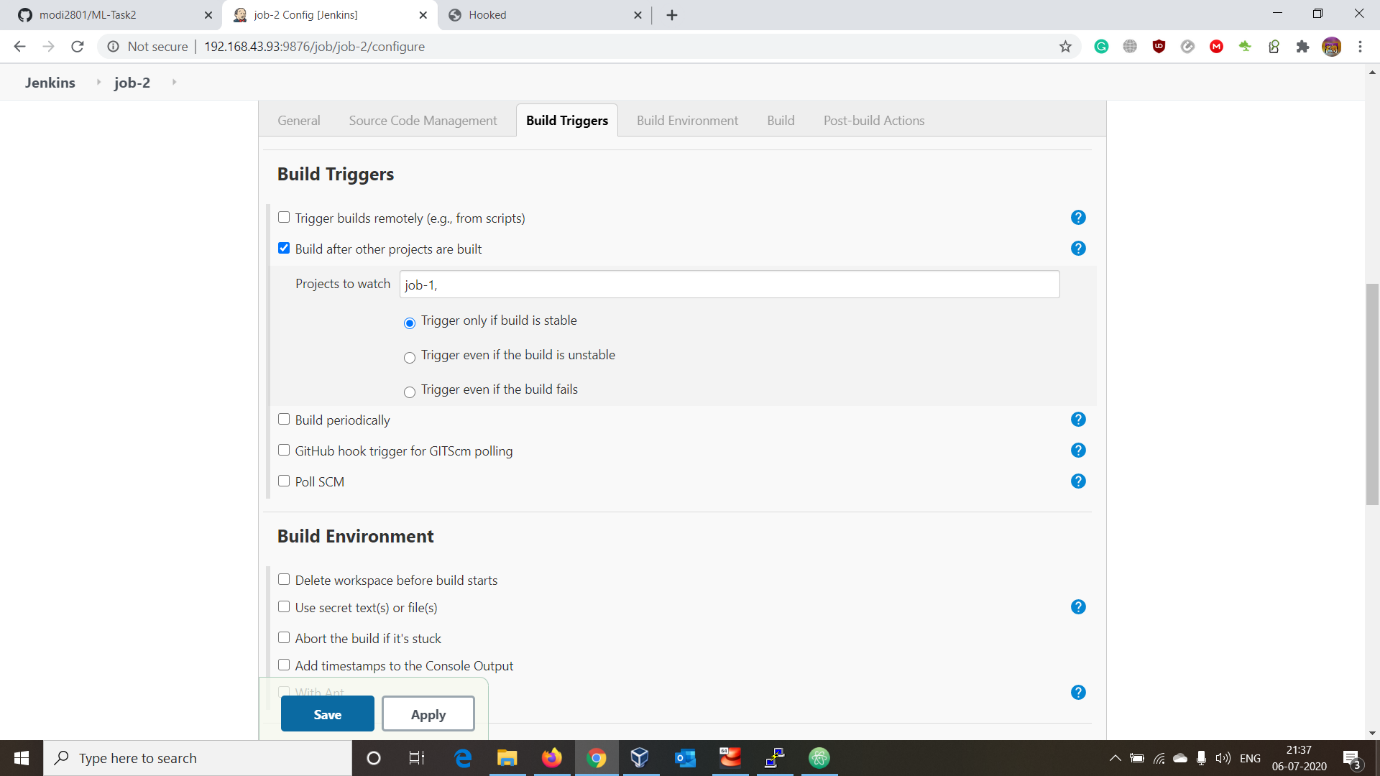 modi2801/ML-Task2
job-2 Config [Jenkins]
Hooked
Not secure
192.168.43.93:9876/job/job-2/configure
Jenkins
job-2
General
Source Code Management
Build Triggers
Build Environment
Build
Post-build Actions
Build Triggers
Trigger builds remotely (e.g., from scripts)
Build after other projects are built
Projects to watch
job-1,
Trigger only if build is stable
Trigger even if the build is unstable
Trigger even if the build fails
Build periodically
GitHub hook trigger for GITScm polling
Poll SCM
Build Environment
Delete workspace before build starts
Use secret text(s) or file(s)
Abort the build if it's stuck
Add timestamps to the Console Output
With Ant
Save
Apply
Type here to search
ENG
21:37
06-07-2020
3